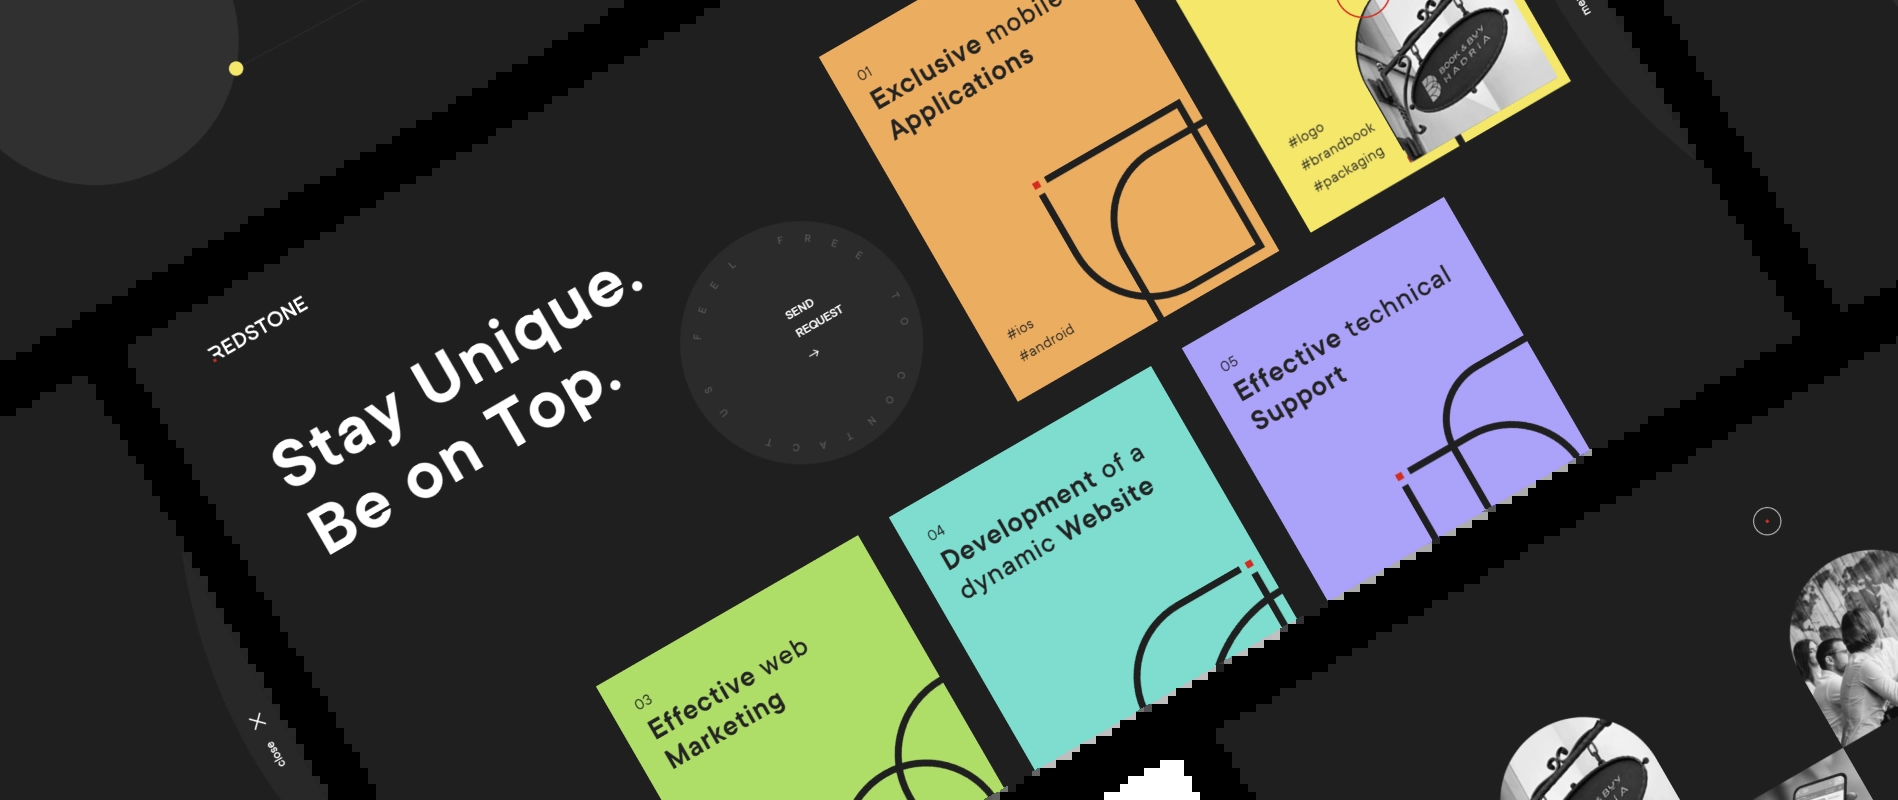 REDSTONE
Stay Unique.
Be on Top.
FEEL FREE TO CONTACT US
SEND
REQUEST
01
Exclusive mobile
Applications
#ios
#android
#logo
#brandbook
#packaging
BOOK & BVY
HADRIA
03
Effective web
Marketing
04
Development of a
dynamic Website
05
Effective technical
Support
close